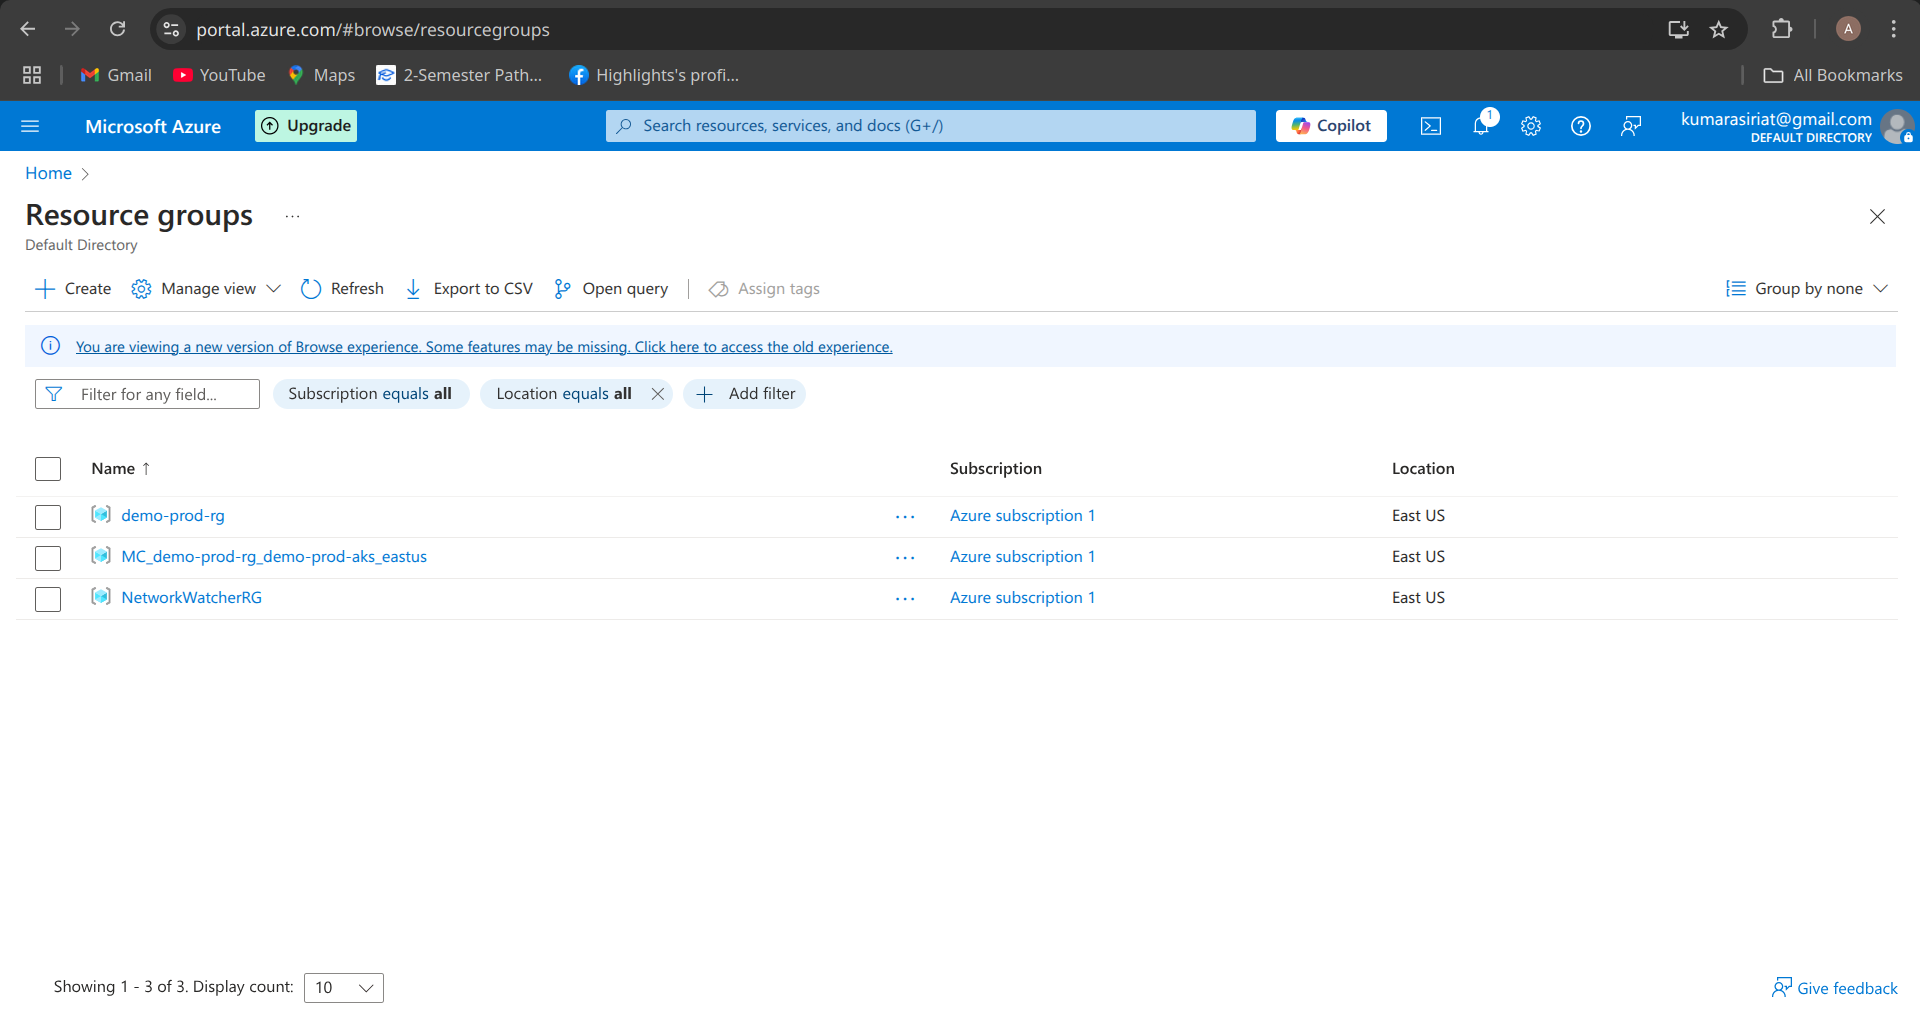 portal.azure.com/#browse/resourcegroups
A
Gmail YouTube Maps 2-Semester Path... Highlights's profi... All Bookmarks
Microsoft Azure Upgrade Search resources, services, and docs (G+/) Copilot 1 kumarasiriat@gmail.com
DEFAULT DIRECTORY
Home
Resource groups ...
Default Directory
Create Manage view Refresh Export to CSV Open query Assign tags Group by none
You are viewing a new version of Browse experience. Some features may be missing. Click here to access the old experience.
Filter for any field... Subscription equals all Location equals all Add filter
Name ↑ Subscription Location
demo-prod-rg ... Azure subscription 1 East US
MC_demo-prod-rg_demo-prod-aks_eastus ... Azure subscription 1 East US
NetworkWatcherRG ... Azure subscription 1 East US
Showing 1 - 3 of 3. Display count: 10 Give feedback